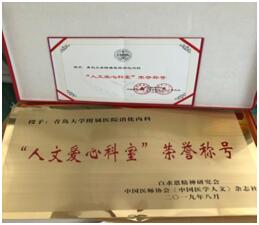 “人文爱心科室”荣誉称号
授予：青岛大学附属医院消化内科
“人文爱心科室”荣誉称号
白求恩精神研究会
中国医师协会《中国医学人文》杂志社
二〇一九年八月